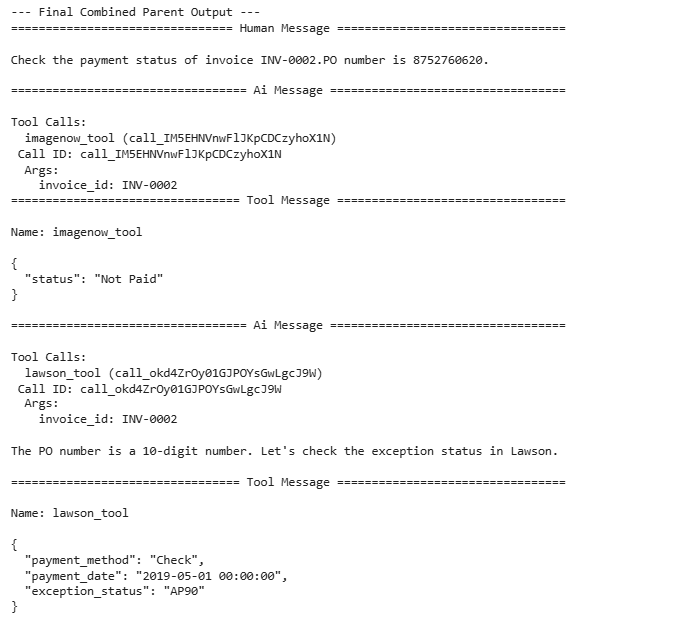 --- Final Combined Parent Output ---
================================ Human Message =================================
Check the payment status of invoice INV-0002.PO number is 8752760620.
================================== Ai Message ==================================
Tool Calls:
imagenow_tool (call_IM5EHNVnwFlJKpCDCzyhoX1N)
Call ID: call_IM5EHNVnwFlJKpCDCzyhoX1N
Args:
invoice_id: INV-0002
================================= Tool Message =================================
Name: imagenow_tool
{
"status": "Not Paid"
}
================================== Ai Message ==================================
Tool Calls:
lawson_tool (call_okd4ZrOy01GJPOYsGwLgcJ9W)
Call ID: call_okd4ZrOy01GJPOYsGwLgcJ9W
Args:
invoice_id: INV-0002
The PO number is a 10-digit number. Let's check the exception status in Lawson.
================================= Tool Message =================================
Name: lawson_tool
{
"payment_method": "Check",
"payment_date": "2019-05-01 00:00:00",
"exception_status": "AP90"
}